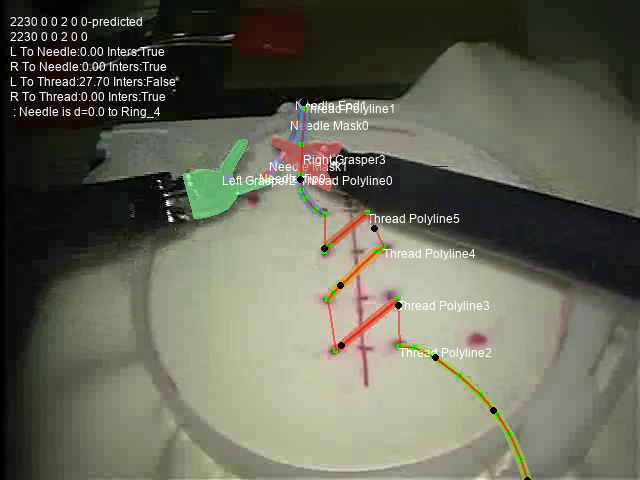 2230 0 0 2 0 0-predicted
2230 0 0 2 0 0
L To Needle:0.00 Inters:True
R To Needle:0.00 Inters:True
L To Thread:27.70 Inters:False
R To Thread:0.00 Inters:True
: Needle is d=0.0 to Ring_4
Needle End1
Thread Polyline1
Needle Mask0
Right Grasper3
Needle Mask1
Left Grasper2
Thread Polyline0
Thread Polyline5
Thread Polyline4
Thread Polyline3
Thread Polyline2